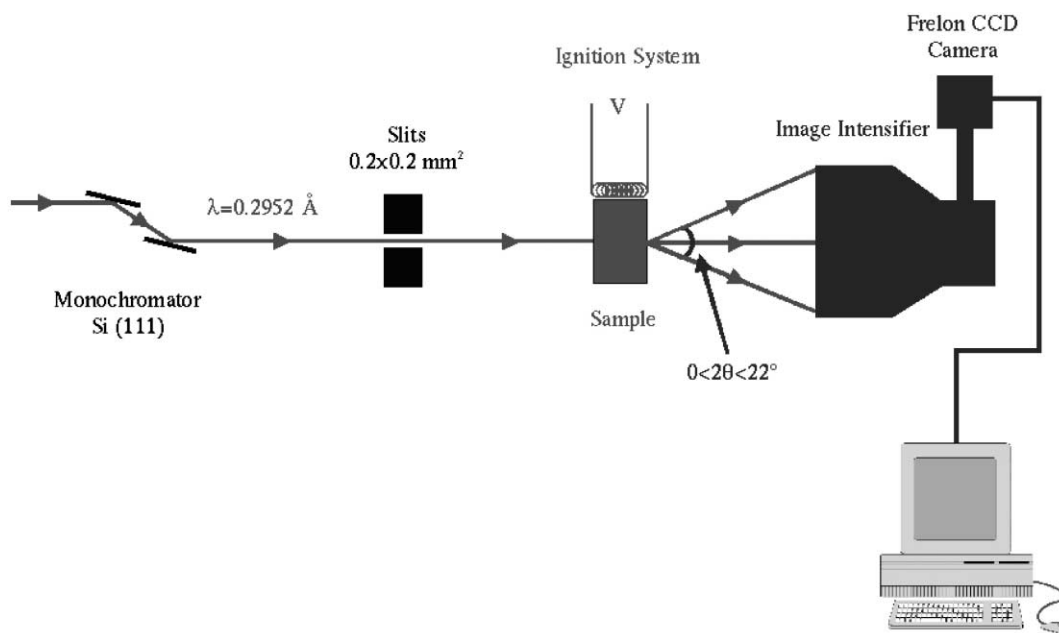 Frelon CCD
Camera
Ignition System
V
Image Intensifier
Slits
0.2x0.2 mm²
λ=0.2952 Å
Monochromator
Si (111)
Sample
0<2θ<22°